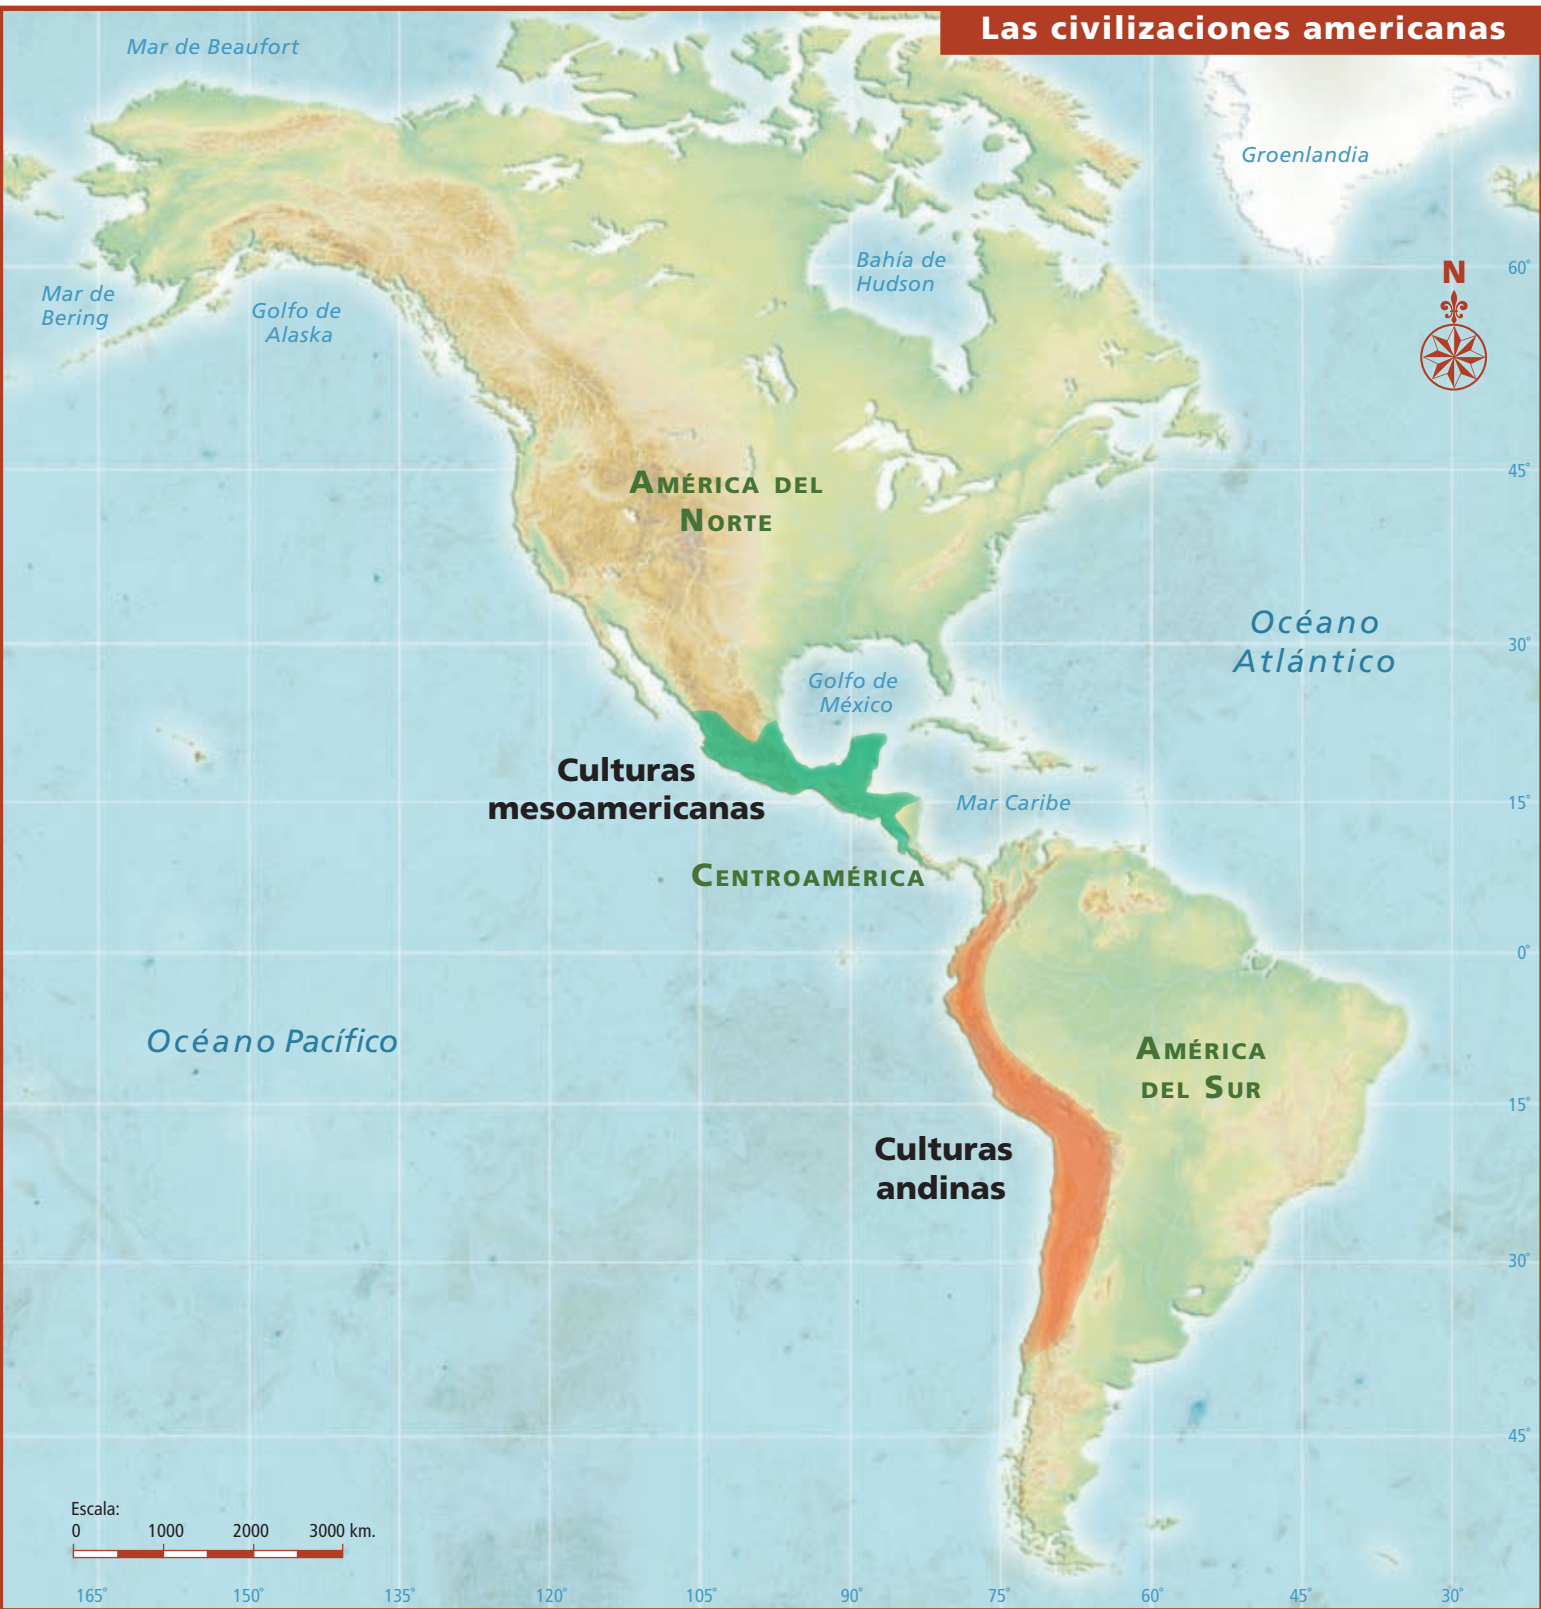 Las civilizaciones americanas
Mar de Beaufort
Groenlandia
Bahía de
Hudson
N
60°
Mar de
Bering
Golfo de
Alaska
45°
AMÉRICA DEL
NORTE
Océano
Atlántico
30°
Golfo de
México
Culturas
mesoamericanas
Mar Caribe
15°
CENTROAMÉRICA
0°
Océano Pacífico
AMÉRICA
DEL SUR
15°
Culturas
andinas
30°
45°
Escala:
0 1000 2000 3000 km.
165° 150° 135° 120° 105° 90° 75° 60° 45° 30°